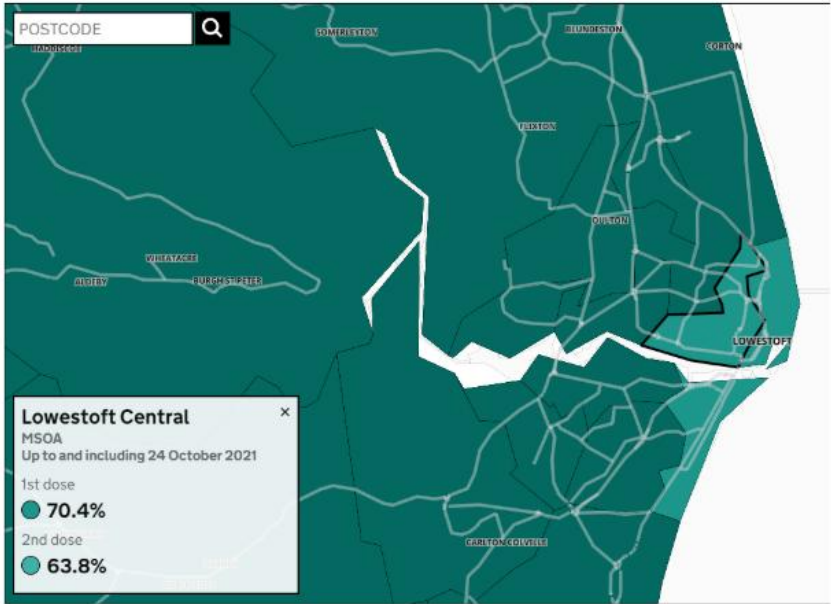 POSTCODE
HADDISCOE
SOMERLEYTON
BLUNDESTON
CORTON
FLIXTON
OULTON
WHEATACRE
ALDEBY
BURGH ST. PETER
LOWESTOFT
Lowestoft Central
×
MSOA
Up to and including 24 October 2021
1st dose
70.4%
2nd dose
63.8%
CARLTON COLVILLE